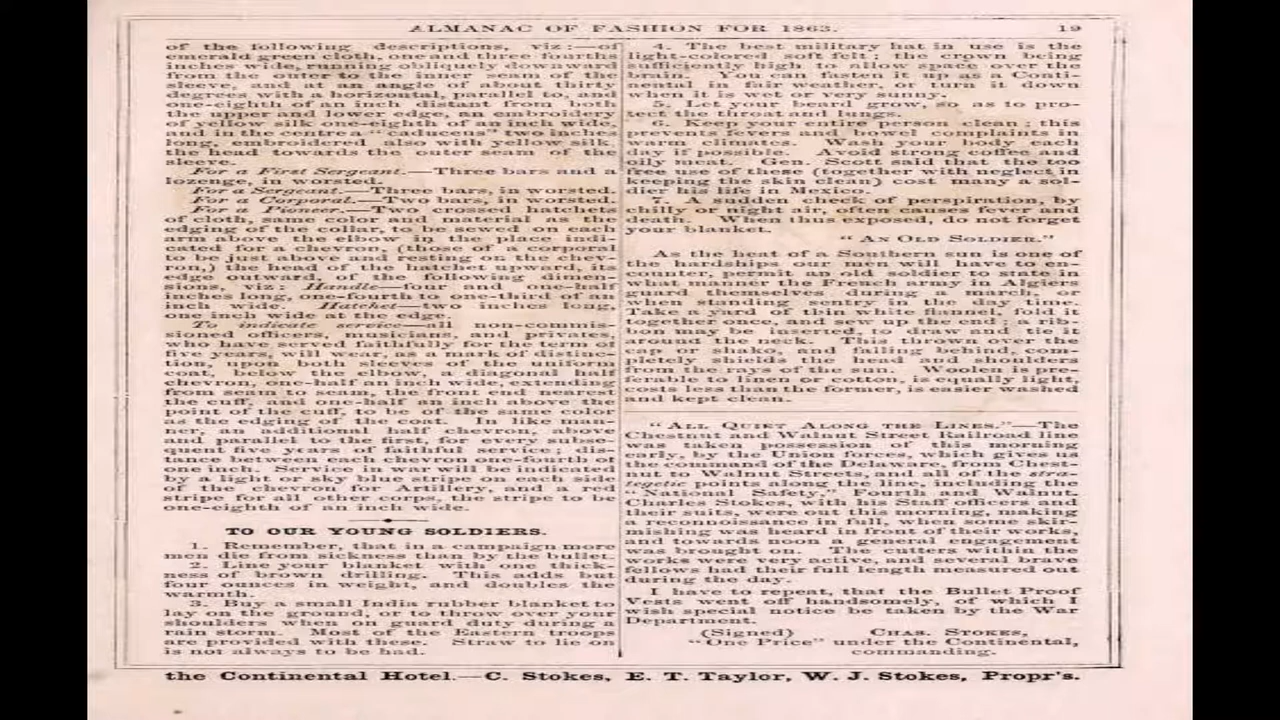 ALMANAC OF FASHION FOR 1863. 19
of the following descriptions, viz:—of
emerald green cloth, one and three fourths
inches wide, running obliquely downward
from the outer to the inner seam of the
sleeve, and at an angle of about thirty
degrees with a horizontal, parallel to, and
one-eighth of an inch distant from both
the upper and lower edge, an embroidery
of yellow silk one-eighth of an inch wide,
and in the centre a "caduceus" two inches
long, embroidered also with yellow silk,
the head towards the outer seam of the
sleeve.
For a First Sergeant.—Three bars and a
lozenge, in worsted.
For a Sergeant.—Three bars, in worsted.
For a Corporal.—Two bars, in worsted.
For a Pioneer.—Two crossed hatchets
of cloth, same color and material as the
edging of the collar, to be sewed on each
arm above the elbow in the place indi-
cated for a chevron, (those of a corporal
to be just above and resting on the chev-
ron,) the head of the hatchet upward, its
edge outward, of the following dimen-
sions, viz: Handle—four and one-half
inches long, one-fourth to one-third of an
inch wide. Hatchet—two inches long,
one inch wide at the edge.
To indicate service—all non-commis-
sioned officers, musicians, and privates,
who have served faithfully for the term of
five years, will wear, as a mark of distinc-
tion, upon both sleeves of the uniform
coat, below the elbow, a diagonal half
chevron, one-half an inch wide, extending
from seam to seam, the front end nearest
the cuff, and one-half an inch above the
point of the cuff, to be of the same color
as the edging of the coat. In like man-
ner, an additional half chevron, above
and parallel to the first, for every subse-
quent five years of faithful service; dis-
tance between each chevron one-fourth of
one inch. Service in war will be indicated
by a light or sky blue stripe on each side
of the chevron for Artillery, and a red
stripe for all other corps, the stripe to be
one-eighth of an inch wide.
TO OUR YOUNG SOLDIERS.
1. Remember, that in a campaign more
men die from sickness than by the bullet.
2. Line your blanket with one thick-
ness of brown drilling. This adds but
four ounces in weight, and doubles the
warmth.
3. Buy a small India rubber blanket to
lay on the ground, or to throw over your
shoulders when on guard duty during a
rain storm. Most of the Eastern troops
are provided with these. Straw to lie on
is not always to be had.
4. The best military hat in use is the
light-colored, soft felt; the crown being
sufficiently high to allow space over the
brain. You can fasten it up as a Conti-
nental in fair weather, or turn it down
when it is wet or very sunny.
5. Let your beard grow, so as to pro-
tect the throat and lungs.
6. Keep your entire person clean; this
prevents fevers and bowel complaints in
warm climates. Wash your body each
day if possible. Avoid strong coffee and
oily meat. Gen. Scott said that the too
free use of these (together with neglect in
keeping the skin clean) cost many a sol-
dier his life in Mexico.
7. A sudden check of perspiration, by
chilly or night air, often causes fever and
death. When thus exposed, do not forget
your blanket.
"AN OLD SOLDIER."
As the heat of a Southern sun is one of
the hardships our men will have to en-
counter, permit an old soldier to state in
what manner the French army in Algiers
guard themselves during a march, or
when standing sentry in the day time.
Take a yard of thin white flannel, fold it
together once, and sew up the end; a rib-
bon may be inserted, to draw and tie it
around the neck. This thrown over the
cap or shako, and falling behind, com-
pletely shields the head and shoulders
from the rays of the sun. Woolen is pre-
ferable to linen or cotton, is equally light,
costs less than the former, is easier washed
and kept clean.
"ALL QUIET ALONG THE LINES."—The
Chestnut and Walnut Street Railroad line
was taken possession of this morning
early, by the Union forces, which gives us
the command of the Delaware, from Chest-
nut to Walnut Streets, and all of the stra-
tegetic points along the line, including the
"National Safety," Fourth and Walnut.
Charles Stokes, with his Staff officers and
their suits, were out this morning, making
a reconnoissance in full, when some skir-
mishing was heard in front of their works,
and towards noon a general engagement
was brought on. The cutters within the
works were very active, and several brave
fellows had their full length measured out
during the day.
I have to repeat, that the Bullet Proof
Vests went off handsomely, of which I
wish special notice be taken by the War
Department.
(Signed) CHAS. STOKES,
"One Price" under the Continental,
commanding.
the Continental Hotel.—C. Stokes, E. T. Taylor, W. J. Stokes, Propr's.